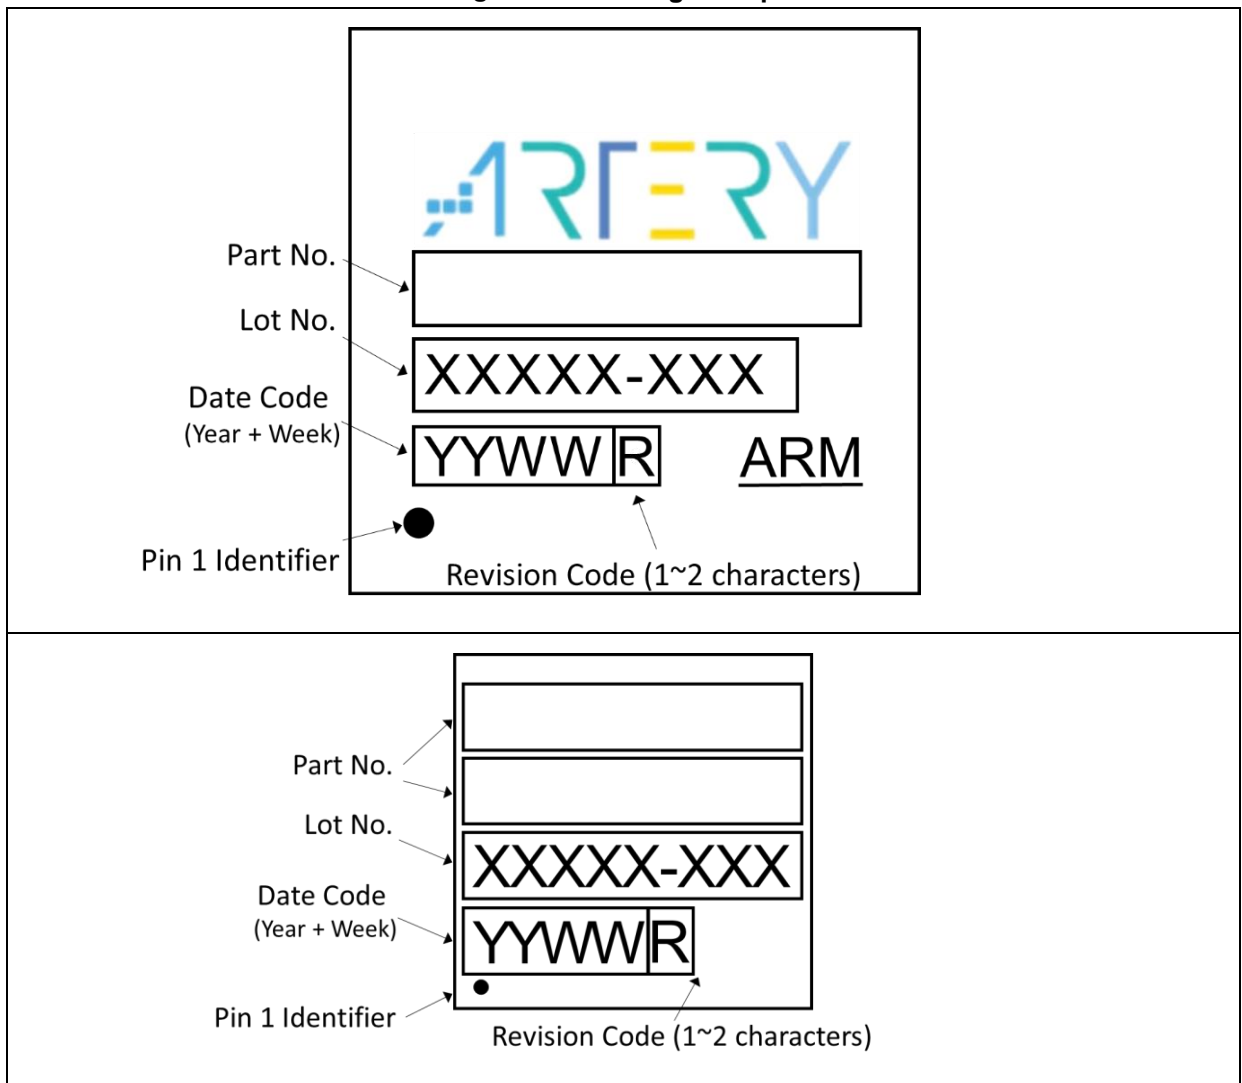 ARTERY
Part No.
Lot No.
XXXXX-XXX
Date Code
(Year + Week)
YYWW R
ARM
Pin 1 Identifier
Revision Code (1~2 characters)
Part No.
Lot No.
XXXXX-XXX
Date Code
(Year + Week)
YYWW R
Pin 1 Identifier
Revision Code (1~2 characters)